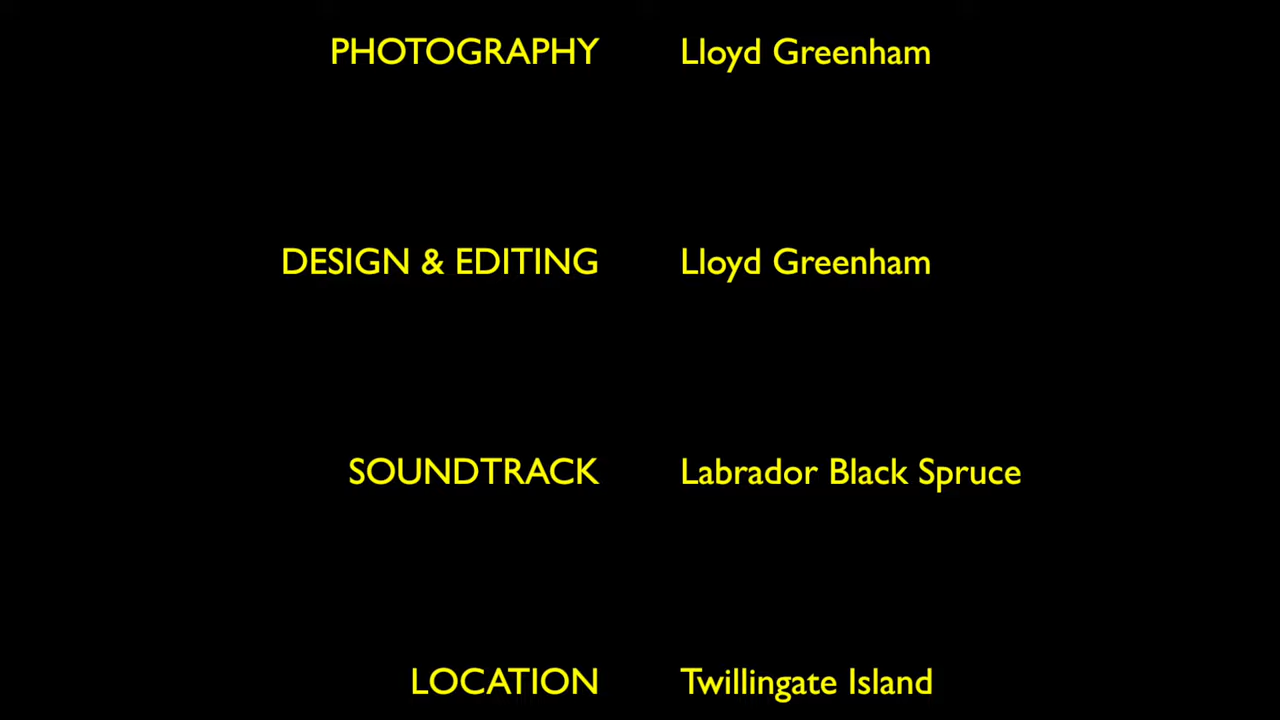 PHOTOGRAPHY Lloyd Greenham
DESIGN & EDITING Lloyd Greenham
SOUNDTRACK Labrador Black Spruce
LOCATION Twillingate Island